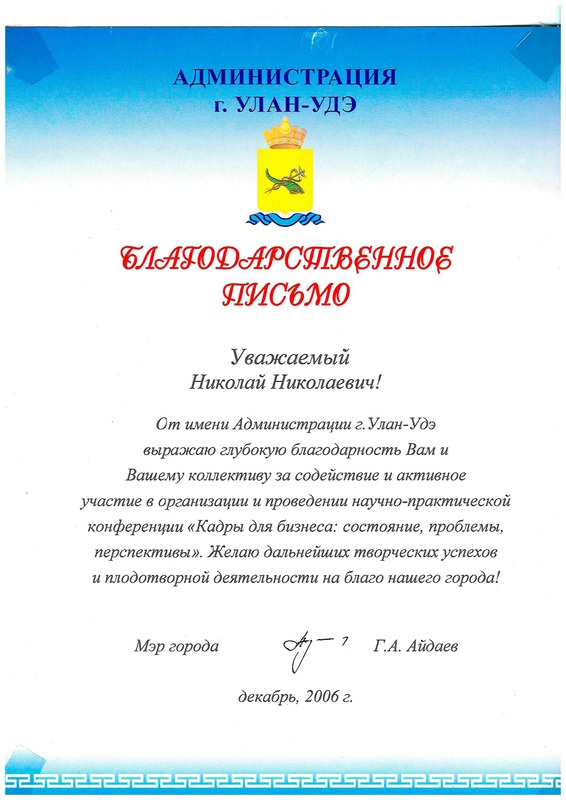 АДМИНИСТРАЦИЯ
г. УЛАН-УДЭ
БЛАГОДАРСТВЕННОЕ
ПИСЬМО
Уважаемый
Николай Николаевич!
От имени Администрации г.Улан-Удэ
выражаю глубокую благодарность Вам и
Вашему коллективу за содействие и активное
участие в организации и проведении научно-практической
конференции «Кадры для бизнеса: состояние, проблемы,
перспективы». Желаю дальнейших творческих успехов
и плодотворной деятельности на благо нашего города!
Мэр города Г.А. Айдаев
декабрь, 2006 г.